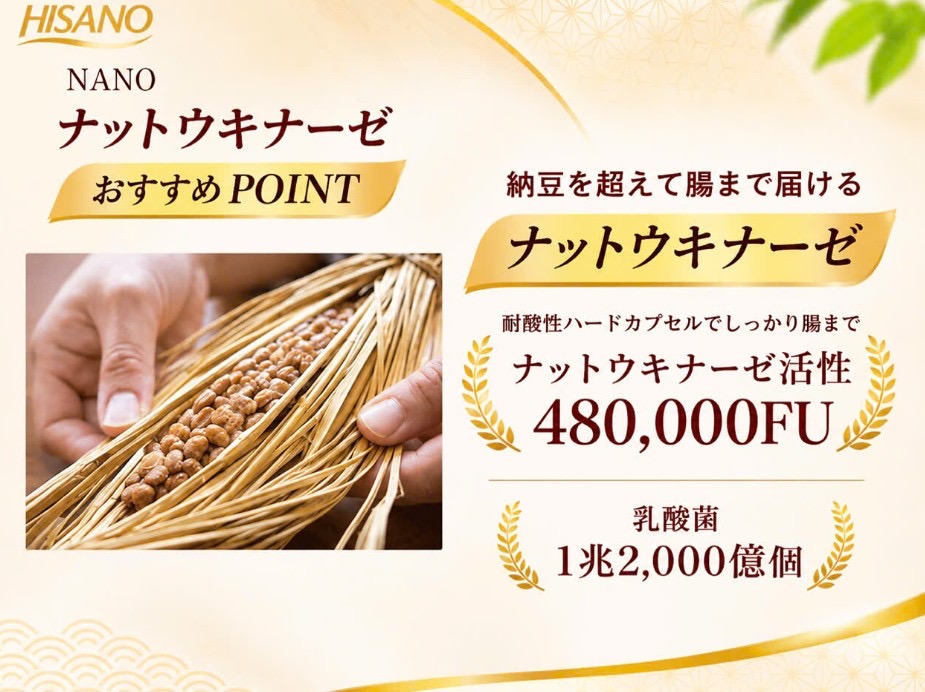 HISANO
NANO
ナットウキナーゼ
おすすめPOINT
納豆を超えて腸まで届ける
ナットウキナーゼ
耐酸性ハードカプセルでしっかり腸まで
ナットウキナーゼ活性
480,000FU
乳酸菌
1兆2,000億個